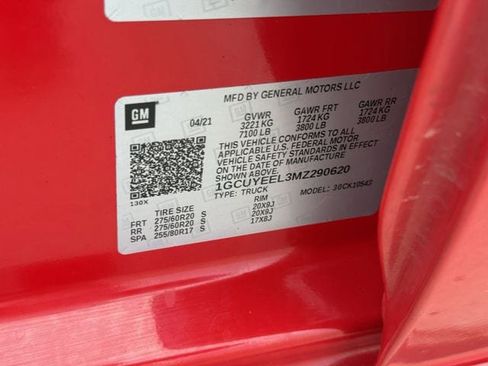 MFD BY GENERAL MOTORS LLC
GM
04/21 GVWR GAWR FRT GAWR RR
3221 KG 1724 KG 1724 KG
7100 LB 3800 LB 3800 LB
THIS VEHICLE CONFORMS TO ALL APPLICABLE
U.S. FEDERAL MOTOR VEHICLE SAFETY
STANDARDS IN EFFECT ON THE DATE
OF MANUFACTURE SHOWN ABOVE.
1GCUYEEL3MZ290620
TYPE: TRUCK MODEL:
130X
TIRE SIZE RIM
FRT 275/60R20 S 20X9J
RR 275/60R20 S 20X9J
SPA 255/80R17 S 17X8J